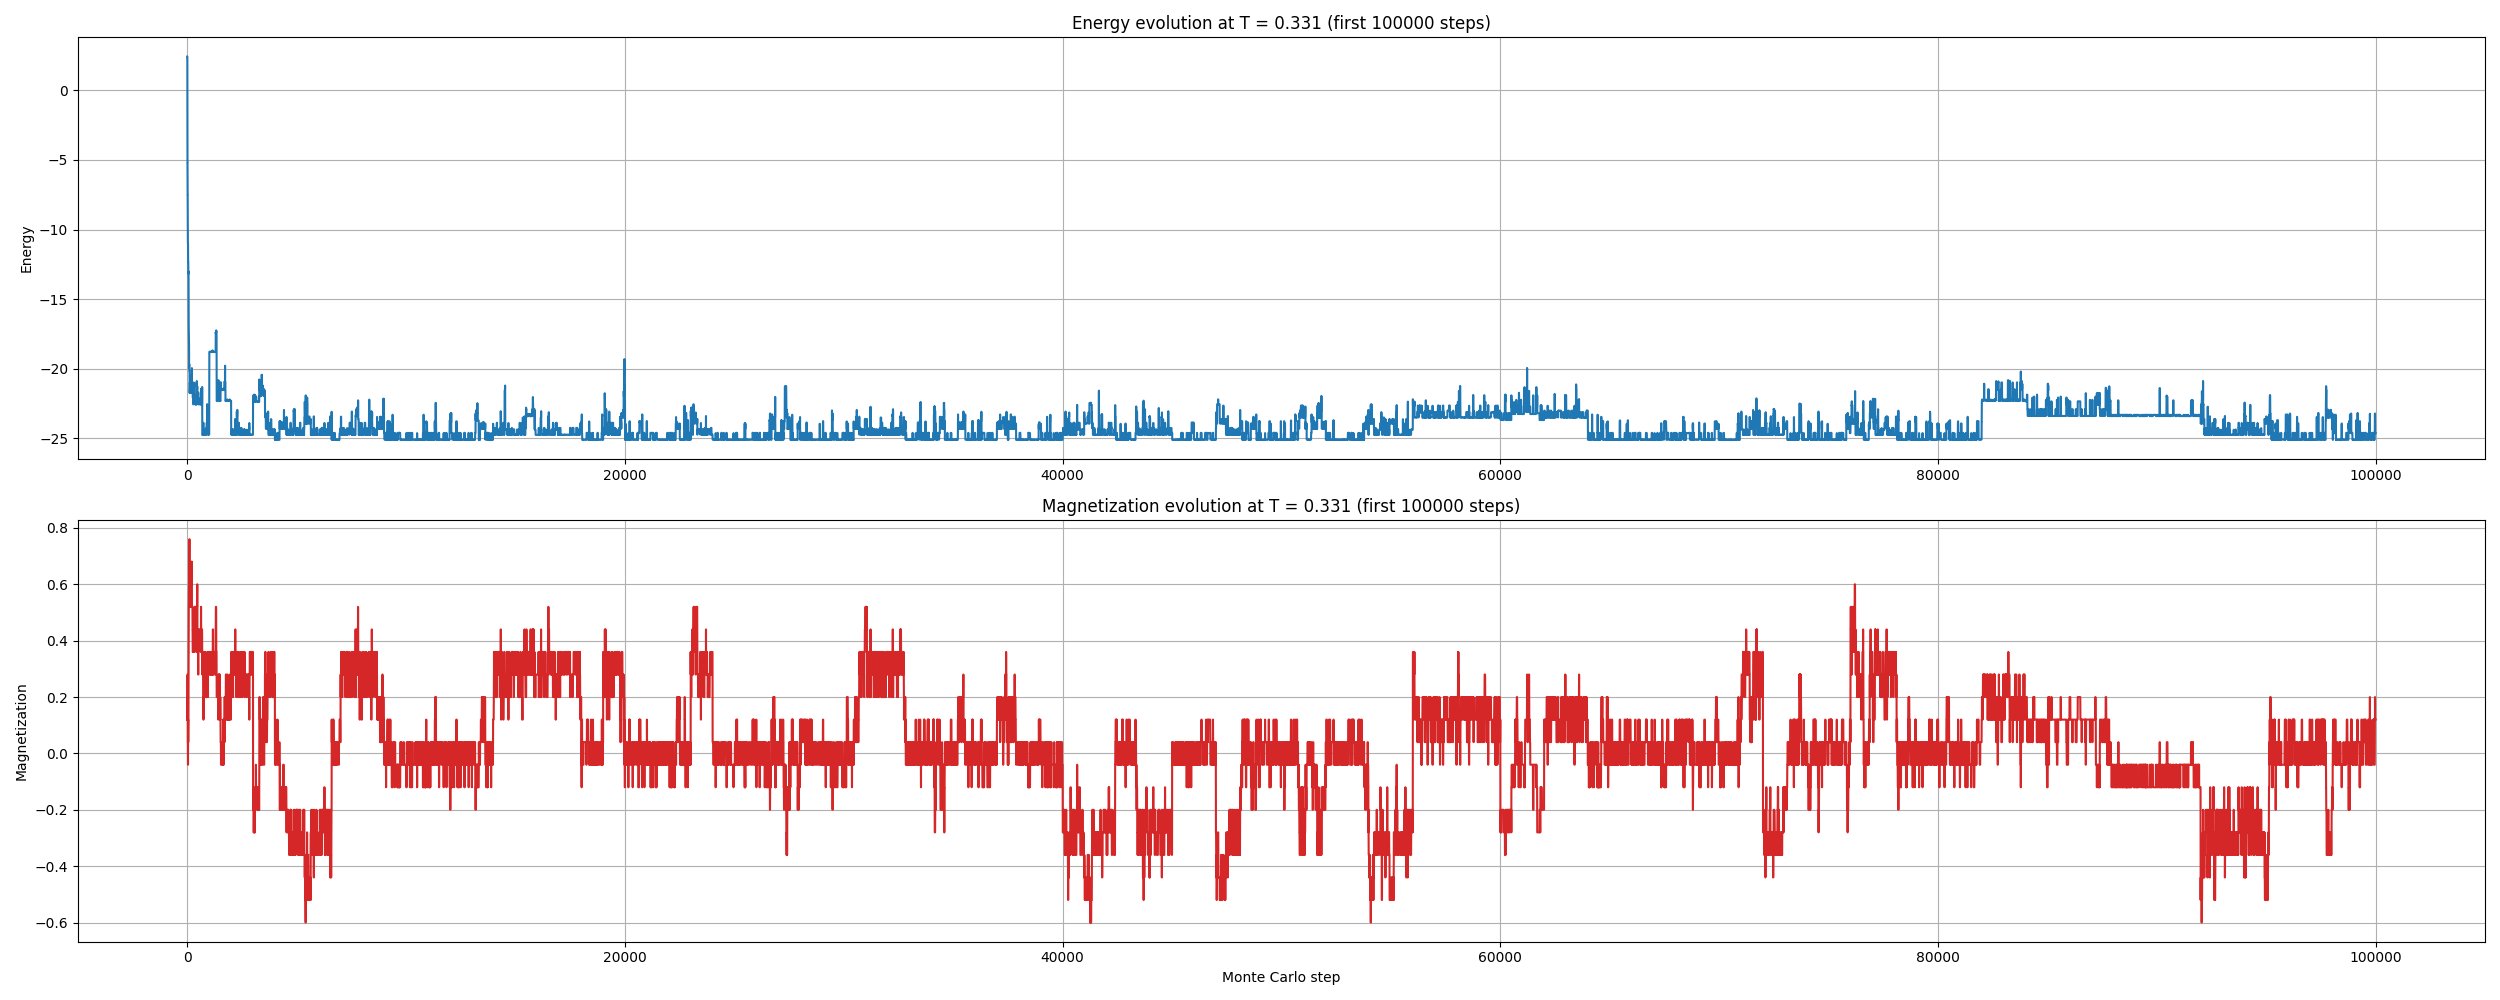 Energy evolution at T = 0.331 (first 100000 steps)
Energy
0
−5
−10
−15
−20
−25
0 20000 40000 60000 80000 100000
Magnetization evolution at T = 0.331 (first 100000 steps)
Magnetization
0.8
0.6
0.4
0.2
0.0
−0.2
−0.4
−0.6
0 20000 40000 60000 80000 100000
Monte Carlo step